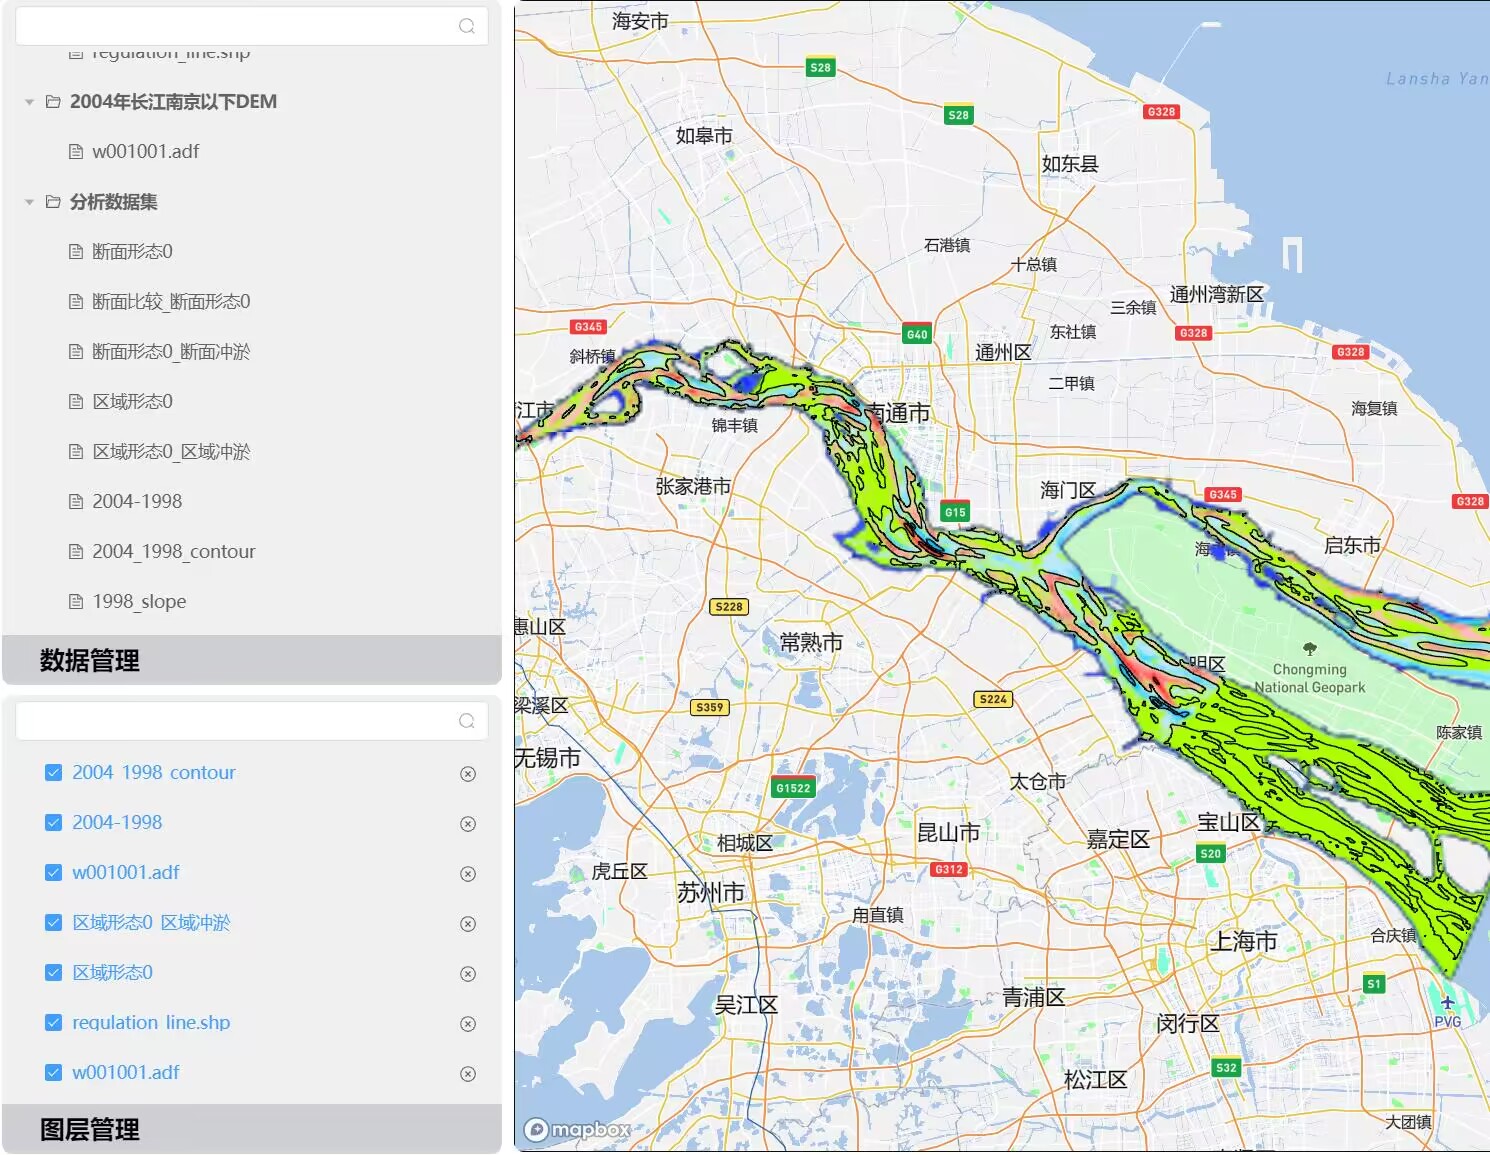 regulation_line.shp
2004年长江南京以下DEM
w001001.adf
分析数据集
断面形态0
断面比较_断面形态0
断面形态0_断面冲淤
区域形态0
区域形态0_区域冲淤
2004-1998
2004_1998_contour
1998_slope
数据管理
2004 1998 contour
2004-1998
w001001.adf
区域形态0 区域冲淤
区域形态0
regulation line.shp
w001001.adf
图层管理
海安市
S28
Lansha Yan
S28
G328
如皋市
如东县
石港镇
十总镇
通州湾新区
三余镇
G345
G40
东社镇
G328
斜桥镇
通州区
G328
二甲镇
江市
南通市
海复镇
锦丰镇
张家港市
海门区
G345
G328
G15
启东市
S228
惠山区
常熟市
明区
Chongming
National Geopark
S359
S224
梁溪区
陈家镇
无锡市
太仓市
G1522
昆山市
嘉定区
宝山区
相城区
S20
虎丘区
G312
苏州市
甪直镇
上海市
合庆镇
S1
吴江区
青浦区
PVG
闵行区
S32
松江区
大团镇
mapbox